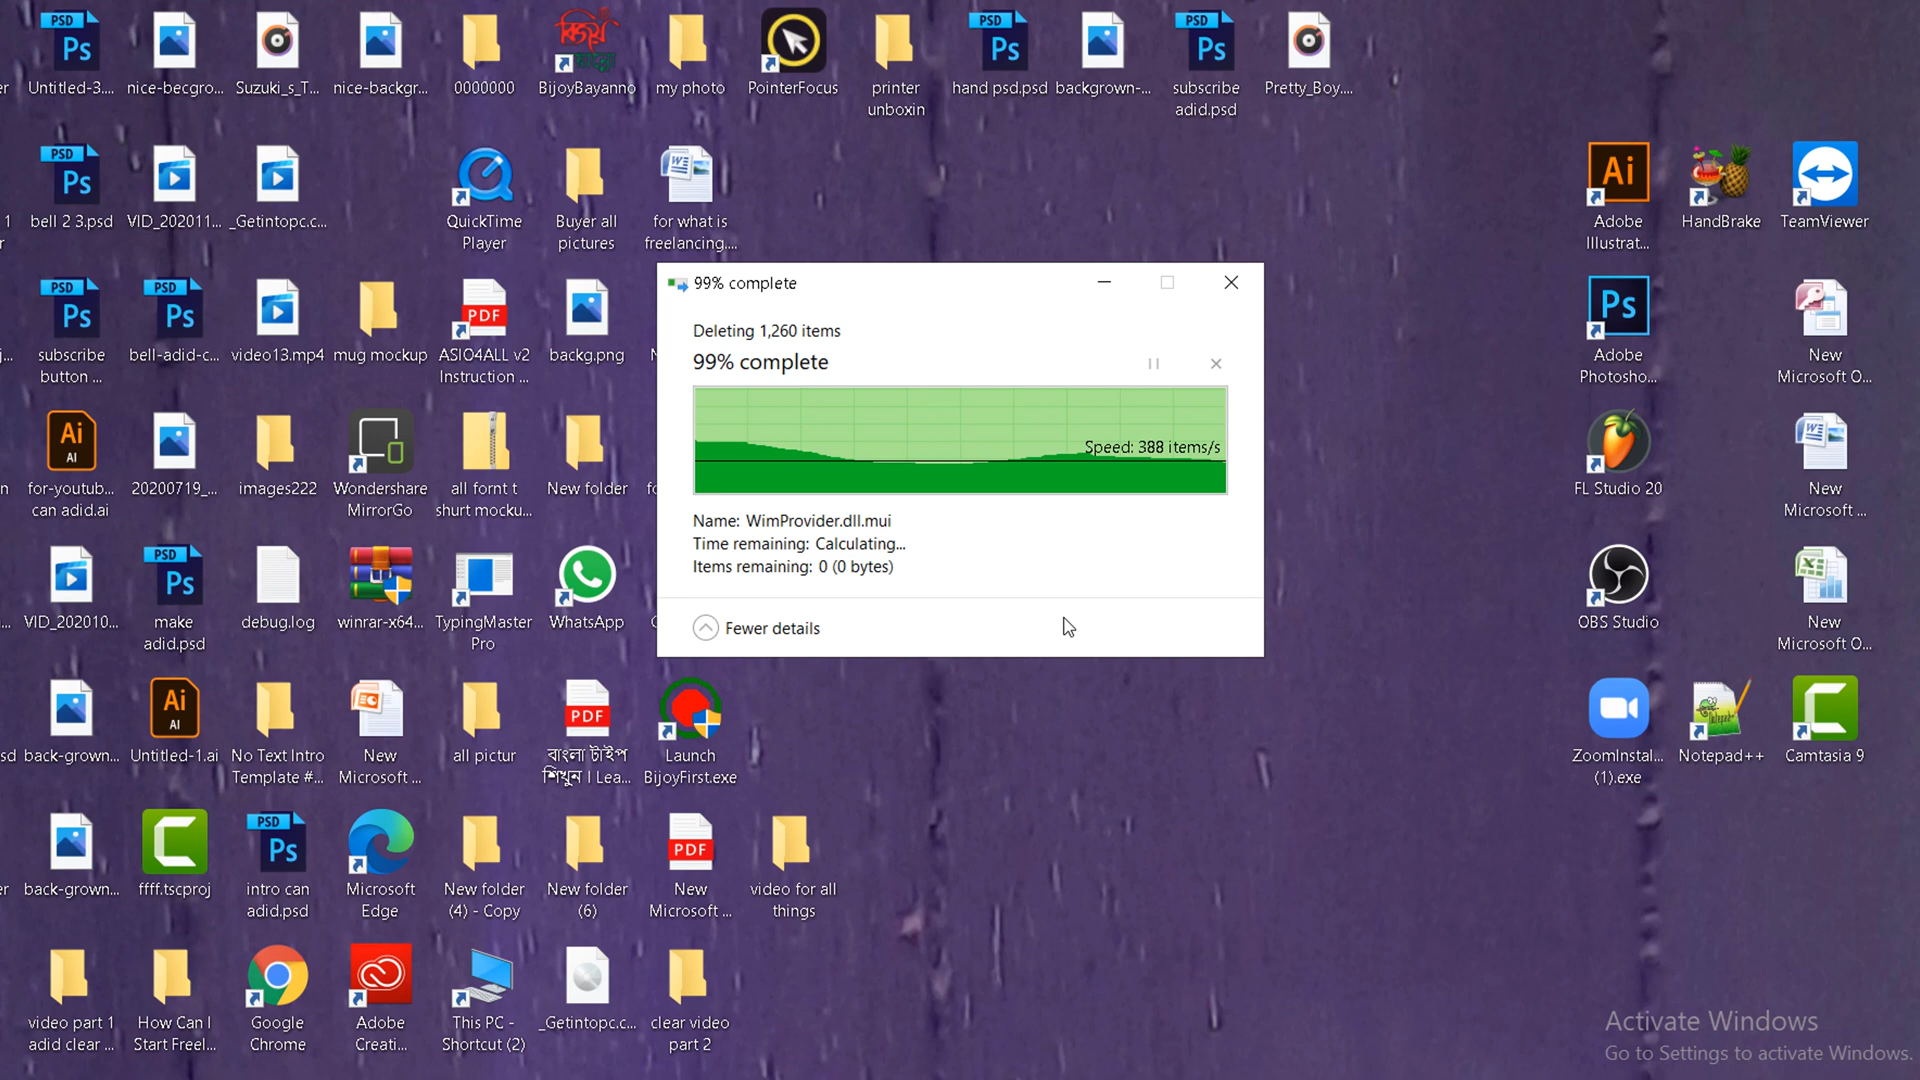 er
Untitled-3....
nice-becgro...
Suzuki_s_T...
nice-backgr...
0000000
BijoyBayanno
my photo
PointerFocus
printer
unboxin
hand psd.psd
backgrown-...
subscribe
adid.psd
Pretty_Boy....
bell 2 3.psd
VID_202011...
_Getintopc.c...
QuickTime
Player
Buyer all
pictures
for what is
freelancing....
Adobe
Illustrat...
HandBrake
TeamViewer
subscribe
button ...
bell-adid-c...
video13.mp4
mug mockup
ASIO4ALL v2
Instruction ...
backg.png
Adobe
Photosho...
New
Microsoft O...
99% complete
Deleting 1,260 items
99% complete
Speed: 388 items/s
Name: WimProvider.dll.mui
Time remaining: Calculating...
Items remaining: 0 (0 bytes)
Fewer details
for-youtub...
can adid.ai
20200719_...
images222
Wondershare
MirrorGo
all fornt t
shurt mocku...
New folder
FL Studio 20
New
Microsoft ...
VID_202010...
make
adid.psd
debug.log
winrar-x64...
TypingMaster
Pro
WhatsApp
OBS Studio
New
Microsoft O...
back-grown...
Untitled-1.ai
No Text Intro
Template #...
New
Microsoft ...
all pictur
বাংলা টাইপ
শিখুন । Lea...
Launch
BijoyFirst.exe
ZoomInstal...
(1).exe
Notepad++
Camtasia 9
back-grown...
ffff.tscproj
intro can
adid.psd
Microsoft
Edge
New folder
(4) - Copy
New folder
(6)
New
Microsoft ...
video for all
things
video part 1
adid clear ...
How Can I
Start Freel...
Google
Chrome
Adobe
Creati...
This PC -
Shortcut (2)
_Getintopc.c...
clear video
part 2
Activate Windows
Go to Settings to activate Windows.